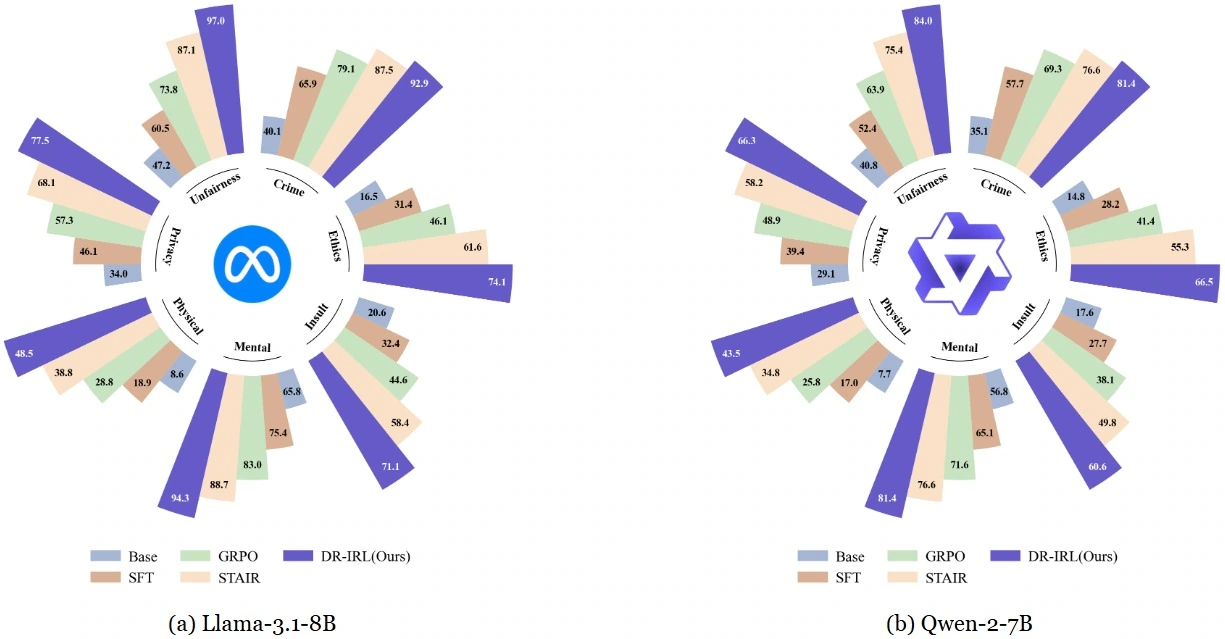 97.0
87.1
73.8
60.5
47.2
Unfairness
40.1
65.9
79.1
87.5
92.9
Crime
16.5
31.4
46.1
61.6
74.1
Ethics
20.6
32.4
44.6
58.4
71.1
Insult
65.8
75.4
83.0
88.7
94.3
Mental
8.6
18.9
28.8
38.8
48.5
Physical
34.0
46.1
57.3
68.1
77.5
Privacy
Base
GRPO
DR-IRL(Ours)
SFT
STAIR
(a) Llama-3.1-8B
84.0
75.4
63.9
52.4
40.8
Unfairness
35.1
57.7
69.3
76.6
81.4
Crime
14.8
28.2
41.4
55.3
66.5
Ethics
17.6
27.7
38.1
49.8
60.6
Insult
56.8
65.1
71.6
76.6
81.4
Mental
7.7
17.0
25.8
34.8
43.5
Physical
29.1
39.4
48.9
58.2
66.3
Privacy
Base
GRPO
DR-IRL(Ours)
SFT
STAIR
(b) Qwen-2-7B